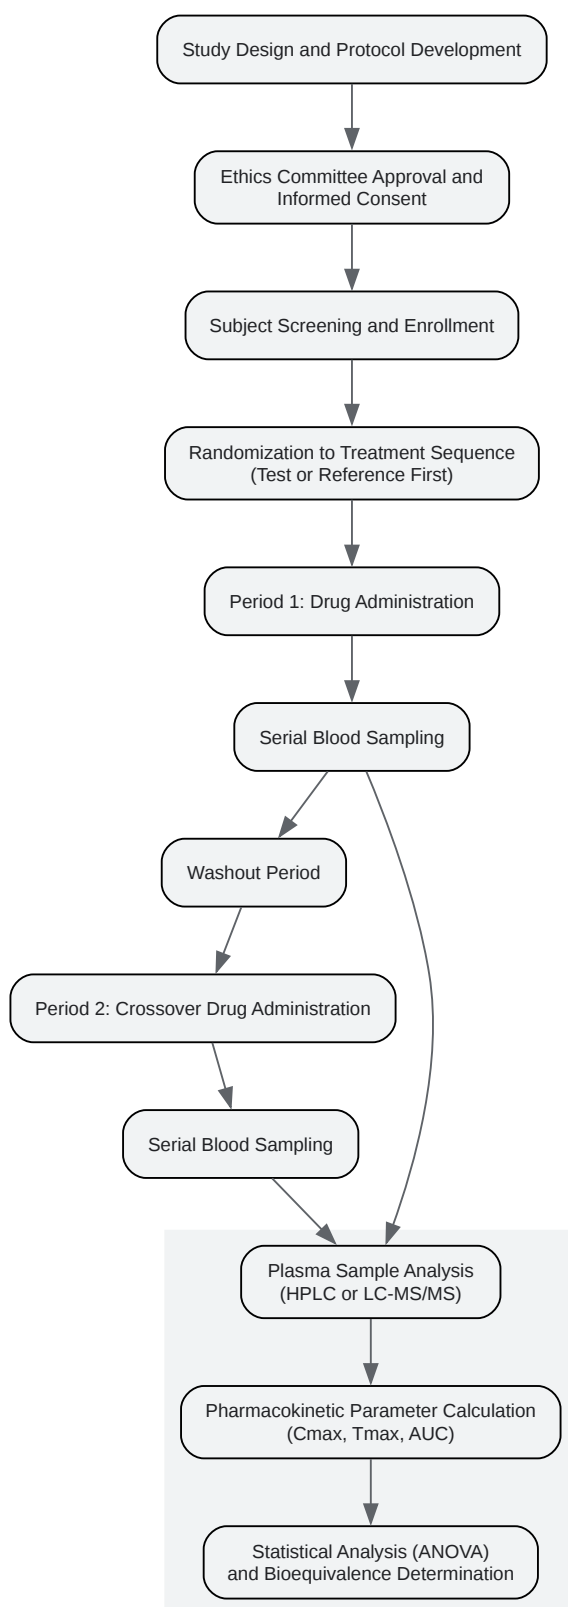 Study Design and Protocol Development
Ethics Committee Approval and
Informed Consent
Subject Screening and Enrollment
Randomization to Treatment Sequence
(Test or Reference First)
Period 1: Drug Administration
Serial Blood Sampling
Washout Period
Period 2: Crossover Drug Administration
Serial Blood Sampling
Plasma Sample Analysis
(HPLC or LC-MS/MS)
Pharmacokinetic Parameter Calculation
(Cmax, Tmax, AUC)
Statistical Analysis (ANOVA)
and Bioequivalence Determination